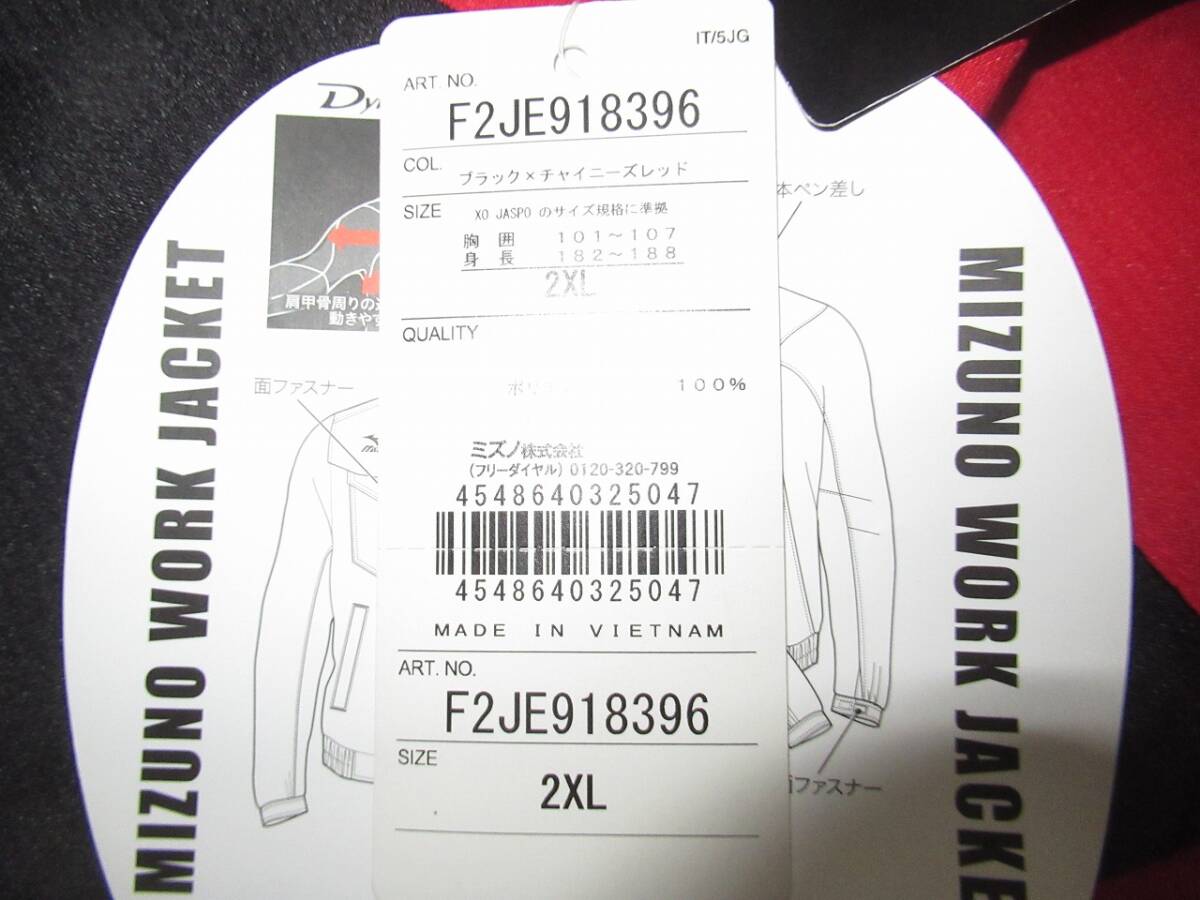 IT/5JG
ART. NO.
F2JE918396
COL.
ブラック×チャイニーズレッド
SIZE
XO JASPO のサイズ規格に準拠
胸 囲 101～107
身 長 182～188
2XL
QUALITY
100%
ミズノ株式会社
(フリーダイヤル) 0120-320-799
4548640325047
4548640325047
MADE IN VIETNAM
ART. NO.
F2JE918396
SIZE
2XL
MIZUNO WORK JACKET
肩甲骨周りの
動きやす
面ファスナー
本ペン差し
ファスナー
MIZUNO WORK JACKE